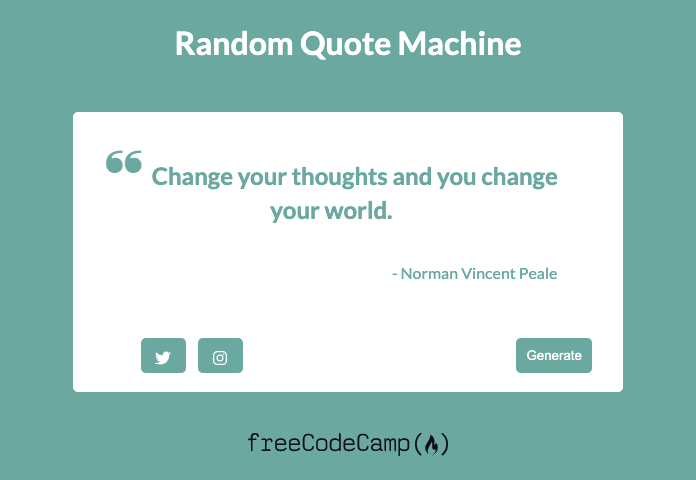 Random Quote Machine
Change your thoughts and you change
your world.
- Norman Vincent Peale
Generate
freeCodeCamp(🔥)